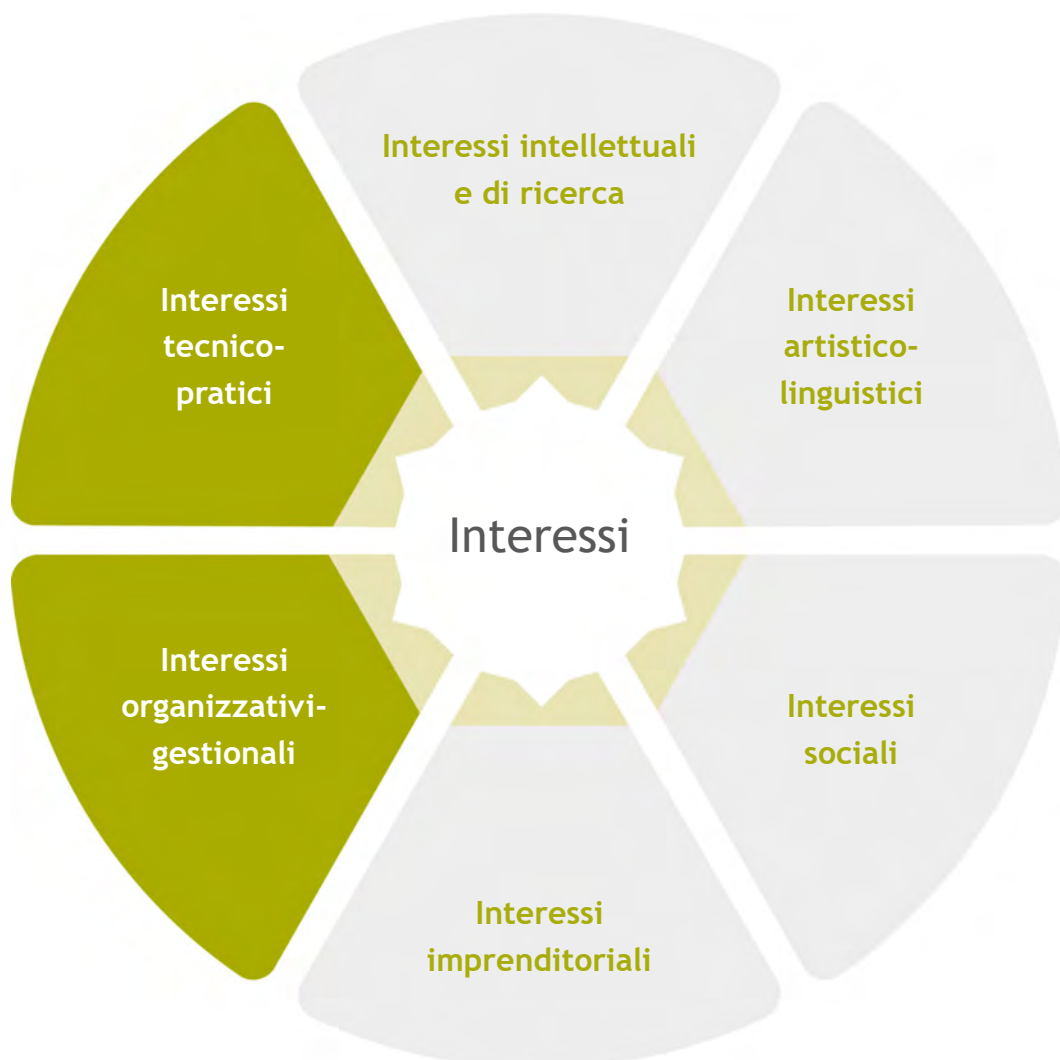 Interessi intellettuali
e di ricerca
Interessi
tecnico-
pratici
Interessi
artistico-
linguistici
Interessi
Interessi
organizzativi-
gestionali
Interessi
sociali
Interessi
imprenditoriali